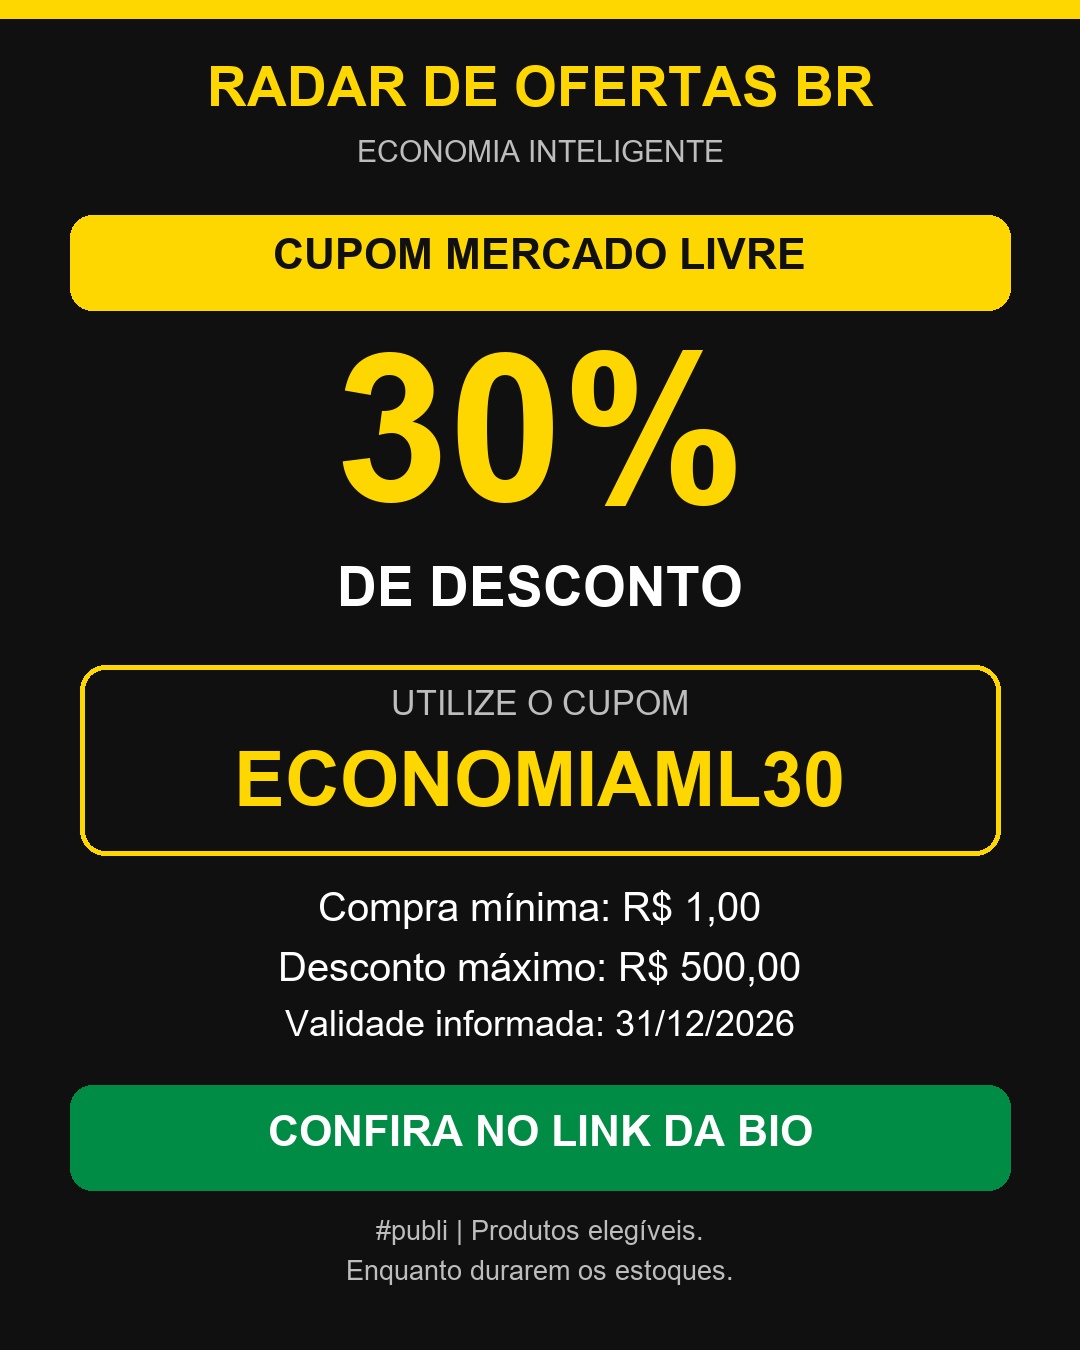 RADAR DE OFERTAS BR
ECONOMIA INTELIGENTE
CUPOM MERCADO LIVRE
30%
DE DESCONTO
UTILIZE O CUPOM
ECONOMIAML30
Compra mínima: R$ 1,00
Desconto máximo: R$ 500,00
Validade informada: 31/12/2026
CONFIRA NO LINK DA BIO
#publi | Produtos elegíveis.
Enquanto durarem os estoques.